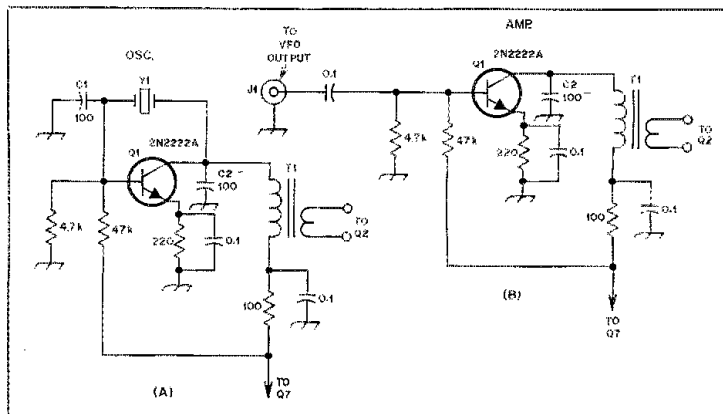 TO
VFO
OUTPUT
OSC.
AMP.
C1
100
Y1
J1
0.1
Q1
2N2222A
C2
100
T1
TO
Q2
4.7k
47k
220
0.1
100
0.1
(B)
TO
Q7
2N2222A
Q1
C2
100
T1
TO
Q2
4.7k
47k
220
0.1
100
0.1
(A)
TO
Q7